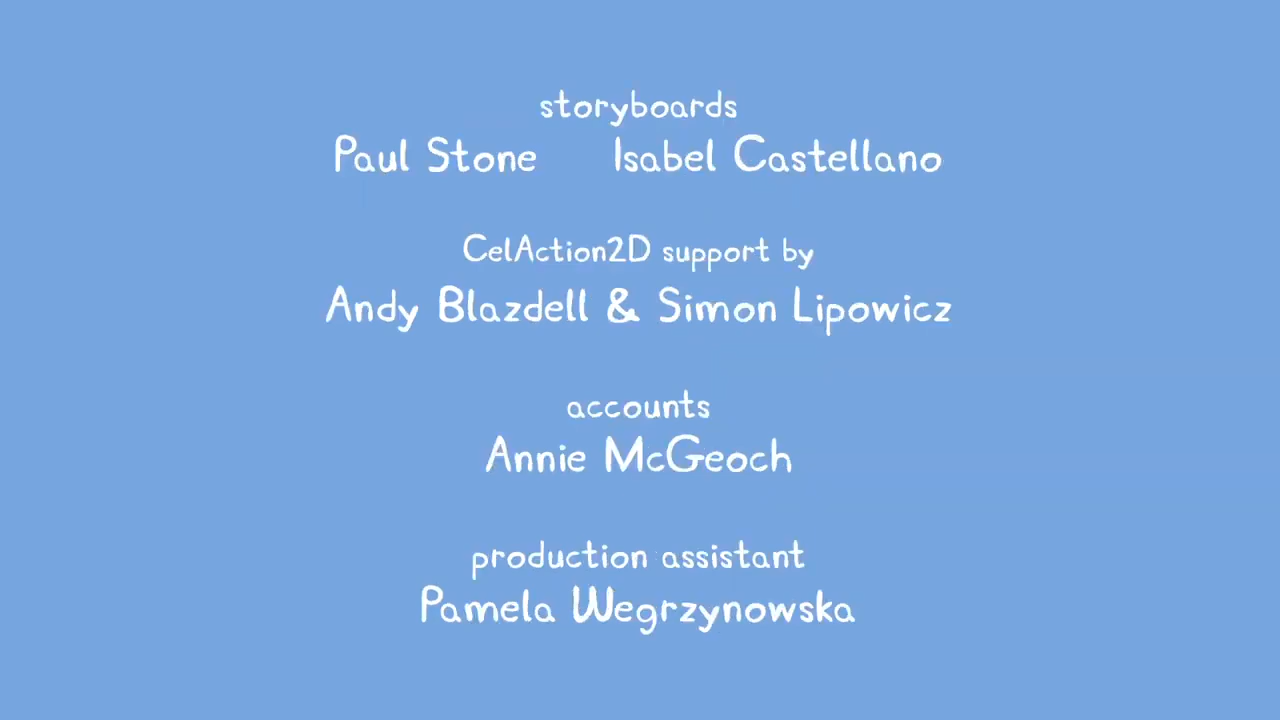 storyboards
Paul Stone Isabel Castellano
CelAction2D support by
Andy Blazdell & Simon Lipowicz
accounts
Annie McGeoch
production assistant
Pamela Wegrzynowska